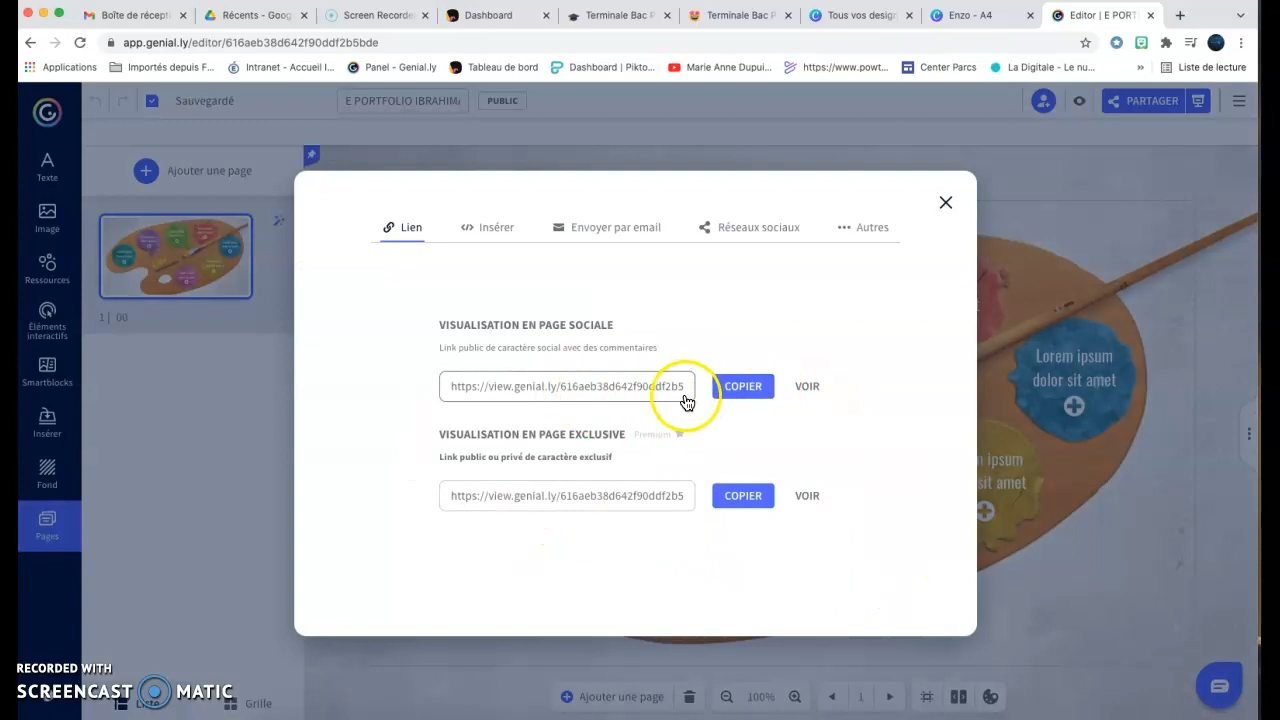 Boîte de récepti
Récents - Goog
Screen Recorde
Dashboard
Terminale Bac P
Terminale Bac P
Tous vos design
Enzo - A4
Editor | E PORT
app.genial.ly/editor/616aeb38d642f90ddf2b5bde
Applications
Importés depuis F...
Intranet - Accueil I...
Panel - Genial.ly
Tableau de bord
Dashboard | Pikto...
Marie Anne Dupui...
https://www.powt...
Center Parcs
La Digitale - Le nu...
»
Liste de lecture
Sauvegardé
E PORTFOLIO IBRAHIMA
PUBLIC
PARTAGER
Texte
Image
Ressources
Éléments
interactifs
Smartblocks
Insérer
Fond
Pages
Ajouter une page
1 | 00
Lien
Insérer
Envoyer par email
Réseaux sociaux
Autres
VISUALISATION EN PAGE SOCIALE
Link public de caractère social avec des commentaires
https://view.genial.ly/616aeb38d642f90ddf2b5
COPIER
VOIR
VISUALISATION EN PAGE EXCLUSIVE
Premium
Link public ou privé de caractère exclusif
https://view.genial.ly/616aeb38d642f90ddf2b5
COPIER
VOIR
Lorem ipsum
dolor sit amet
m ipsum
sit amet
RECORDED WITH
SCREENCAST MATIC
Grille
Ajouter une page
100%
1